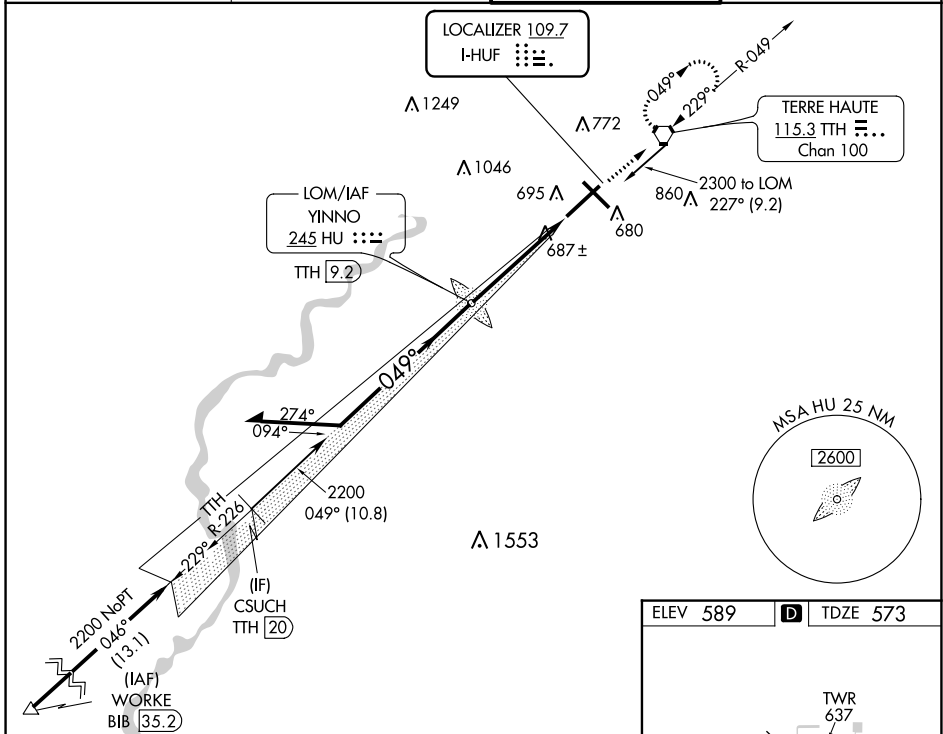 LOCALIZER 109.7
I-HUF
R-049
049°
229°
1249
772
TERRE HAUTE
115.3 TTH
Chan 100
1046
LOM/IAF
YINNO
245 HU
TTH 9.2
695
2300 to LOM
860
227° (9.2)
680
687 ±
049°
274°
094°
MSA HU 25 NM
2600
2200
049° (10.8)
TTH
R-226
229°
1553
(IF)
CSUCH
TTH 20
2200 NoPT
046°
(13.1)
(IAF)
WORKE
BIB 35.2
ELEV 589 D TDZE 573
TWR
637